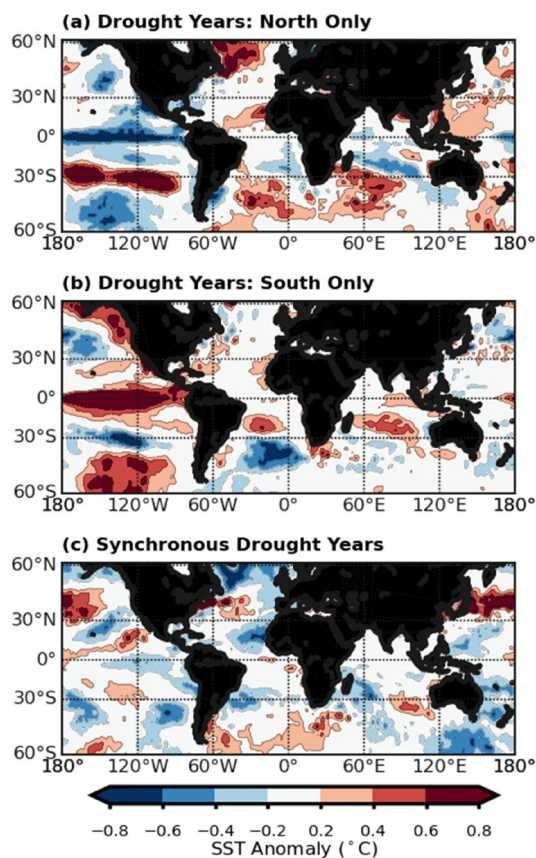 (a) Drought Years: North Only
60°N
30°N
0°
30°S
60°S
180° 120°W 60°W 0° 60°E 120°E 180°
(b) Drought Years: South Only
60°N
30°N
0°
30°S
60°S
180° 120°W 60°W 0° 60°E 120°E 180°
(c) Synchronous Drought Years
60°N
30°N
0°
30°S
60°S
180° 120°W 60°W 0° 60°E 120°E 180°
−0.8 −0.6 −0.4 −0.2 0.2 0.4 0.6 0.8
SST Anomaly (°C)